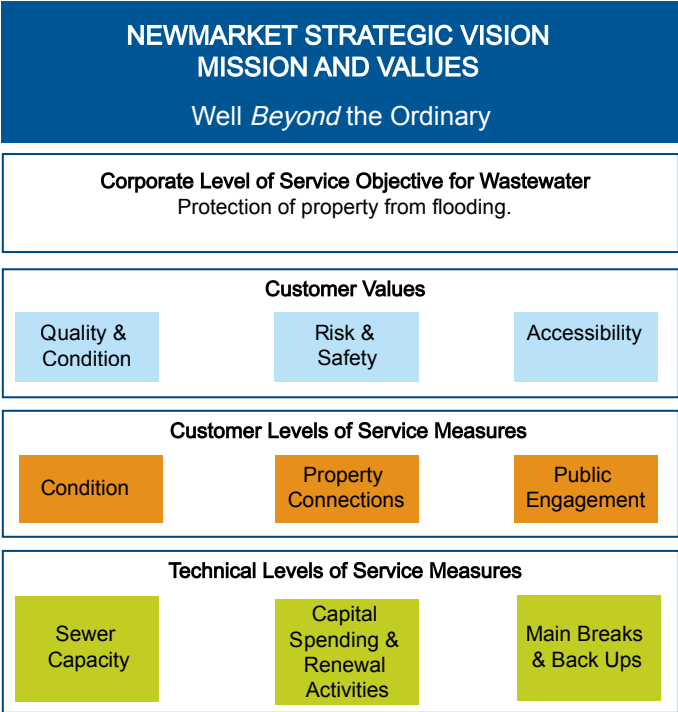 NEWMARKET STRATEGIC VISION
MISSION AND VALUES
Well Beyond the Ordinary
Corporate Level of Service Objective for Wastewater
Protection of property from flooding.
Customer Values
Quality &
Condition
Risk &
Safety
Accessibility
Customer Levels of Service Measures
Condition
Property
Connections
Public
Engagement
Technical Levels of Service Measures
Sewer
Capacity
Capital
Spending &
Renewal
Activities
Main Breaks
& Back Ups